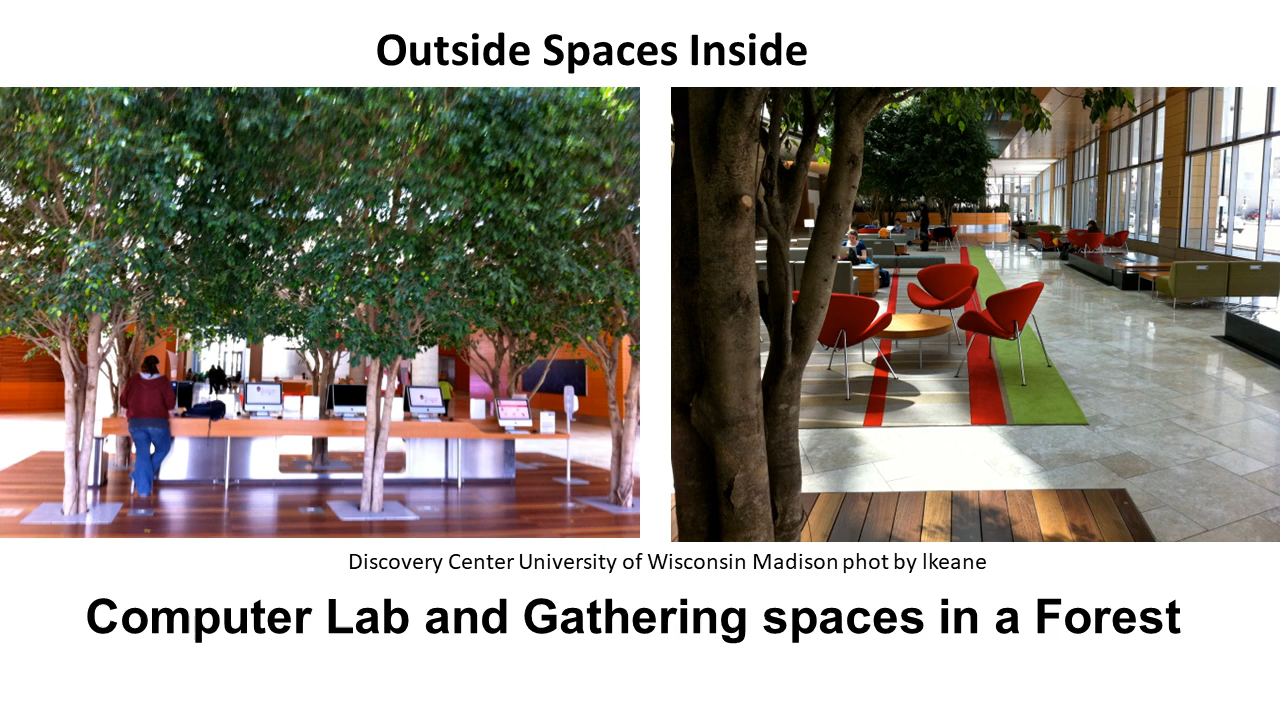 Outside Spaces Inside
Discovery Center University of Wisconsin Madison phot by lkeane
Computer Lab and Gathering spaces in a Forest